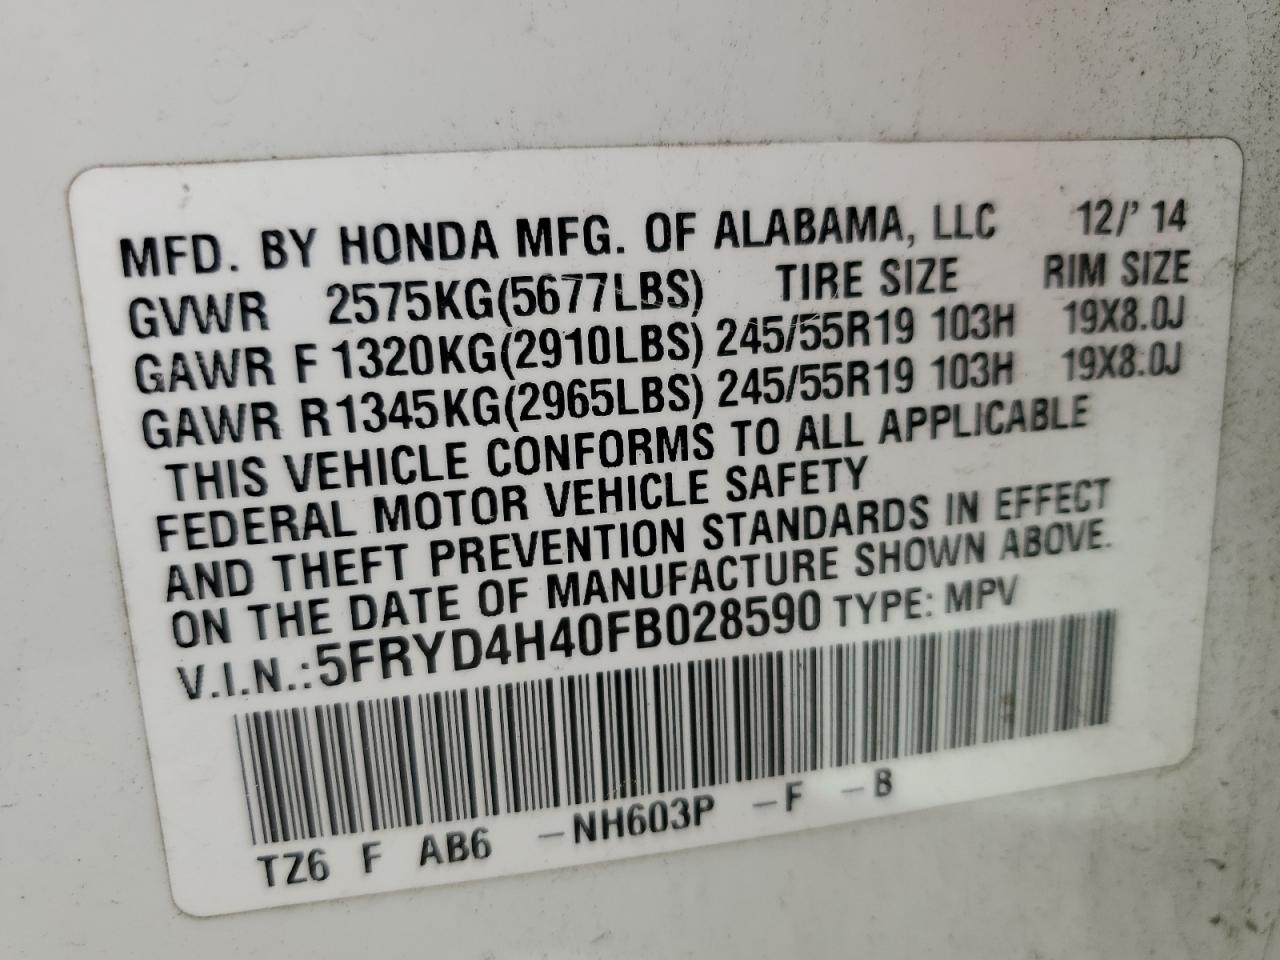 MFD. BY HONDA MFG. OF ALABAMA, LLC 12/' 14
GVWR 2575KG(5677LBS) TIRE SIZE RIM SIZE
GAWR F 1320KG(2910LBS) 245/55R19 103H 19X8.0J
GAWR R1345KG(2965LBS) 245/55R19 103H 19X8.0J
THIS VEHICLE CONFORMS TO ALL APPLICABLE
FEDERAL MOTOR VEHICLE SAFETY
AND THEFT PREVENTION STANDARDS IN EFFECT
ON THE DATE OF MANUFACTURE SHOWN ABOVE.
V.I.N.:5FRYD4H40FB028590 TYPE: MPV
TZ6 F AB6 -NH603P -F -B